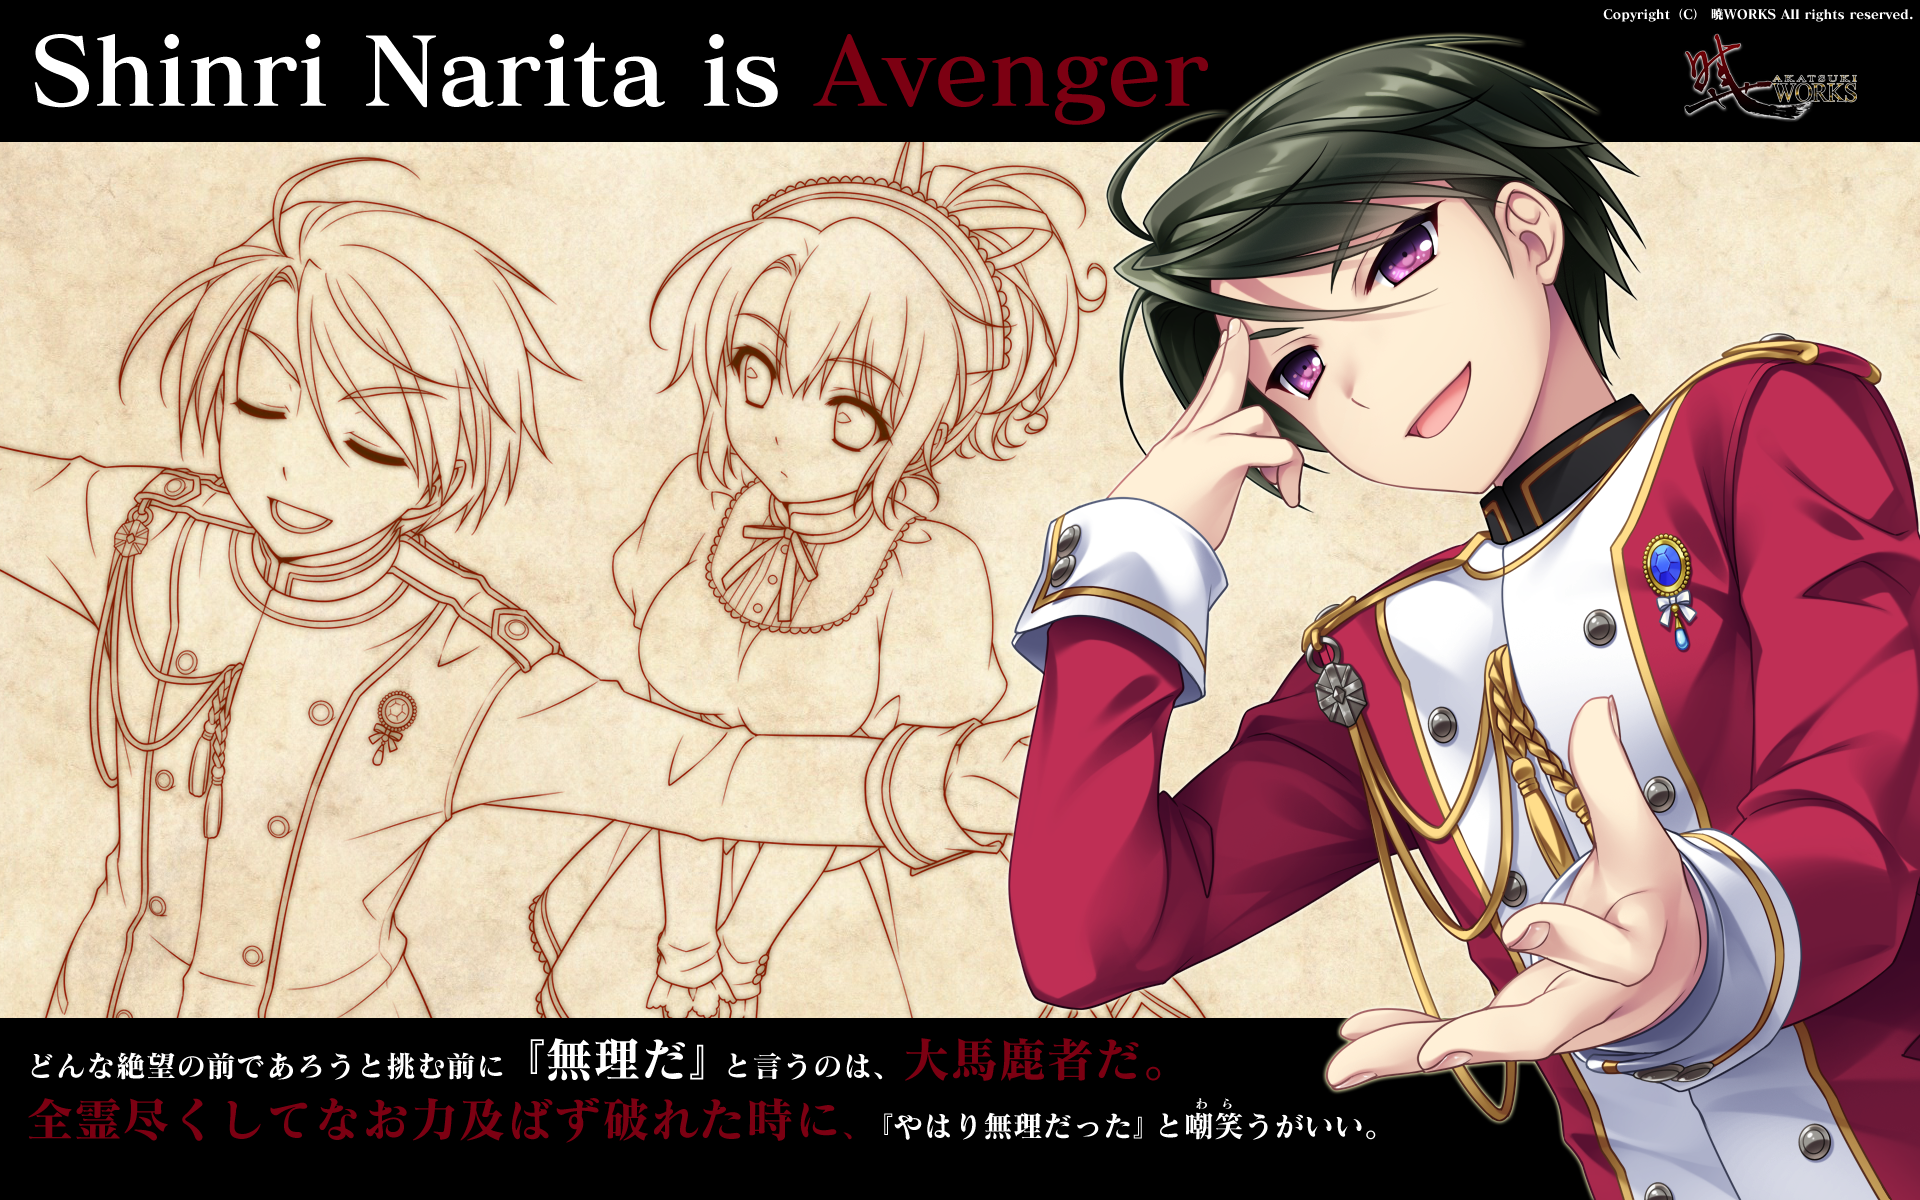 Copyright (C) 暁WORKS All rights reserved.
Shinri Narita is Avenger
暁
AKATSUKI
WORKS
どんな絶望の前であろうと挑む前に『無理だ』と言うのは、大馬鹿者だ。
わら
全霊尽くしてなお力及ばず破れた時に、『やはり無理だった』と嘲笑うがいい。